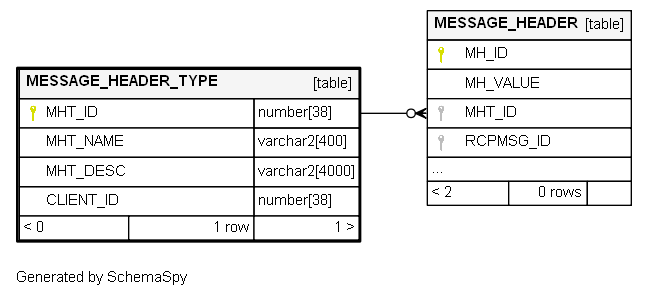 MESSAGE_HEADER [table]
MH_ID
MH_VALUE
MHT_ID
RCPMSG_ID
...
< 2 0 rows
MESSAGE_HEADER_TYPE [table]
MHT_ID number[38]
MHT_NAME varchar2[400]
MHT_DESC varchar2[4000]
CLIENT_ID number[38]
< 0 1 row 1 >
Generated by SchemaSpy